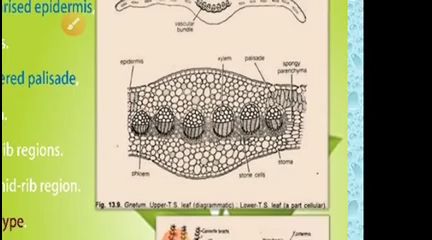 rised epidermis
vascular
bundle
s.
epidermis
xylem
palisade
spongy
parenchyma
ered palisade,
ib regions.
id-rib region.
phloem
stone cells
stoma
Fig. 13.9. Gnetum Upper-T.S. leaf (diagrammatic) : Lower-T.S. leaf (a part cellular).
ype.